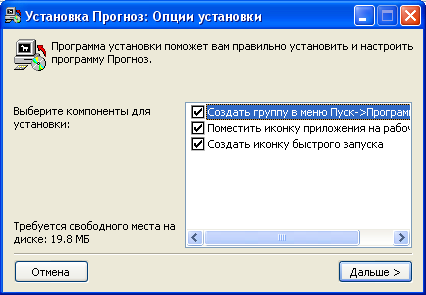 Установка Прогноз: Опции установки
Программа установки поможет вам правильно установить и настроить
программу Прогноз.
Выберите компоненты для
установки:
Создать группу в меню Пуск->Програм
Поместить иконку приложения на рабоч
Создать иконку быстрого запуска
Требуется свободного места на
диске: 19.8 МБ
Отмена
Дальше >